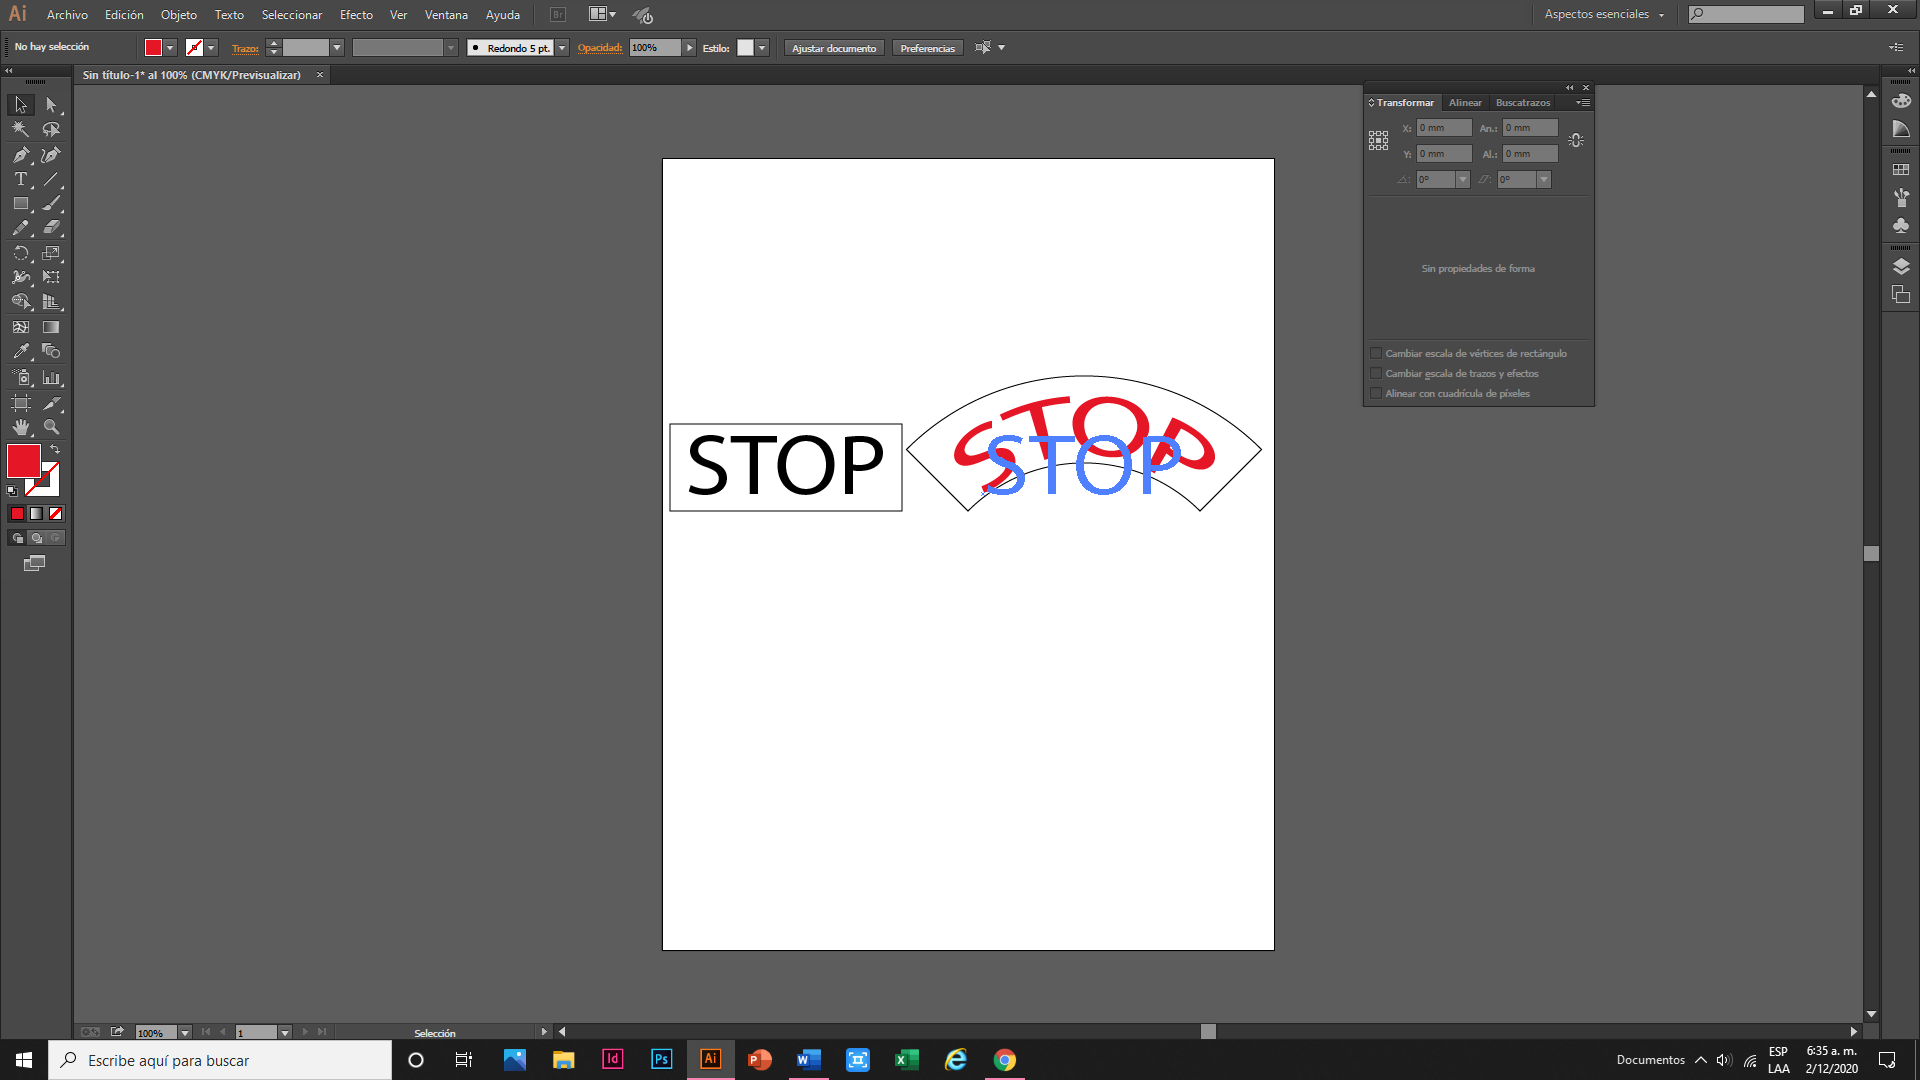 Ai Archivo Edición Objeto Texto Seleccionar Efecto Ver Ventana Ayuda Br Aspectos esenciales
No hay selección Trazo: Redondo 5 pt. Opacidad: 100% Estilo: Ajustar documento Preferencias
Sin título-1* al 100% (CMYK/Previsualizar) ×
Transformar Alinear Buscatrazos
X: 0 mm An.: 0 mm
Y: 0 mm Al.: 0 mm
0° 0°
Sin propiedades de forma
Cambiar escala de vértices de rectángulo
Cambiar escala de trazos y efectos
Alinear con cuadrícula de píxeles
STOP
STOP
STOP
T
100% 1 Selección
Escribe aquí para buscar
Id Ps Ai P W X
Documentos
ESP
LAA
6:35 a. m.
2/12/2020